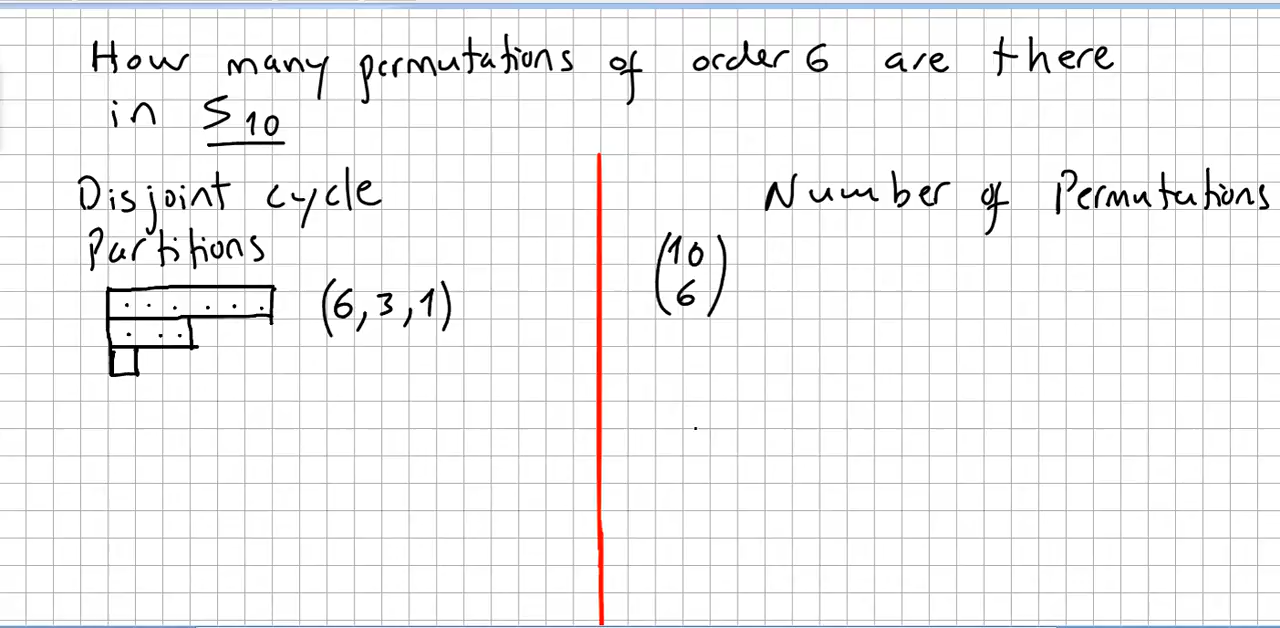 How many permutations of order 6 are there
in S10
Disjoint cycle
Partitions
(6,3,1)
Number of Permutations
(10
6)